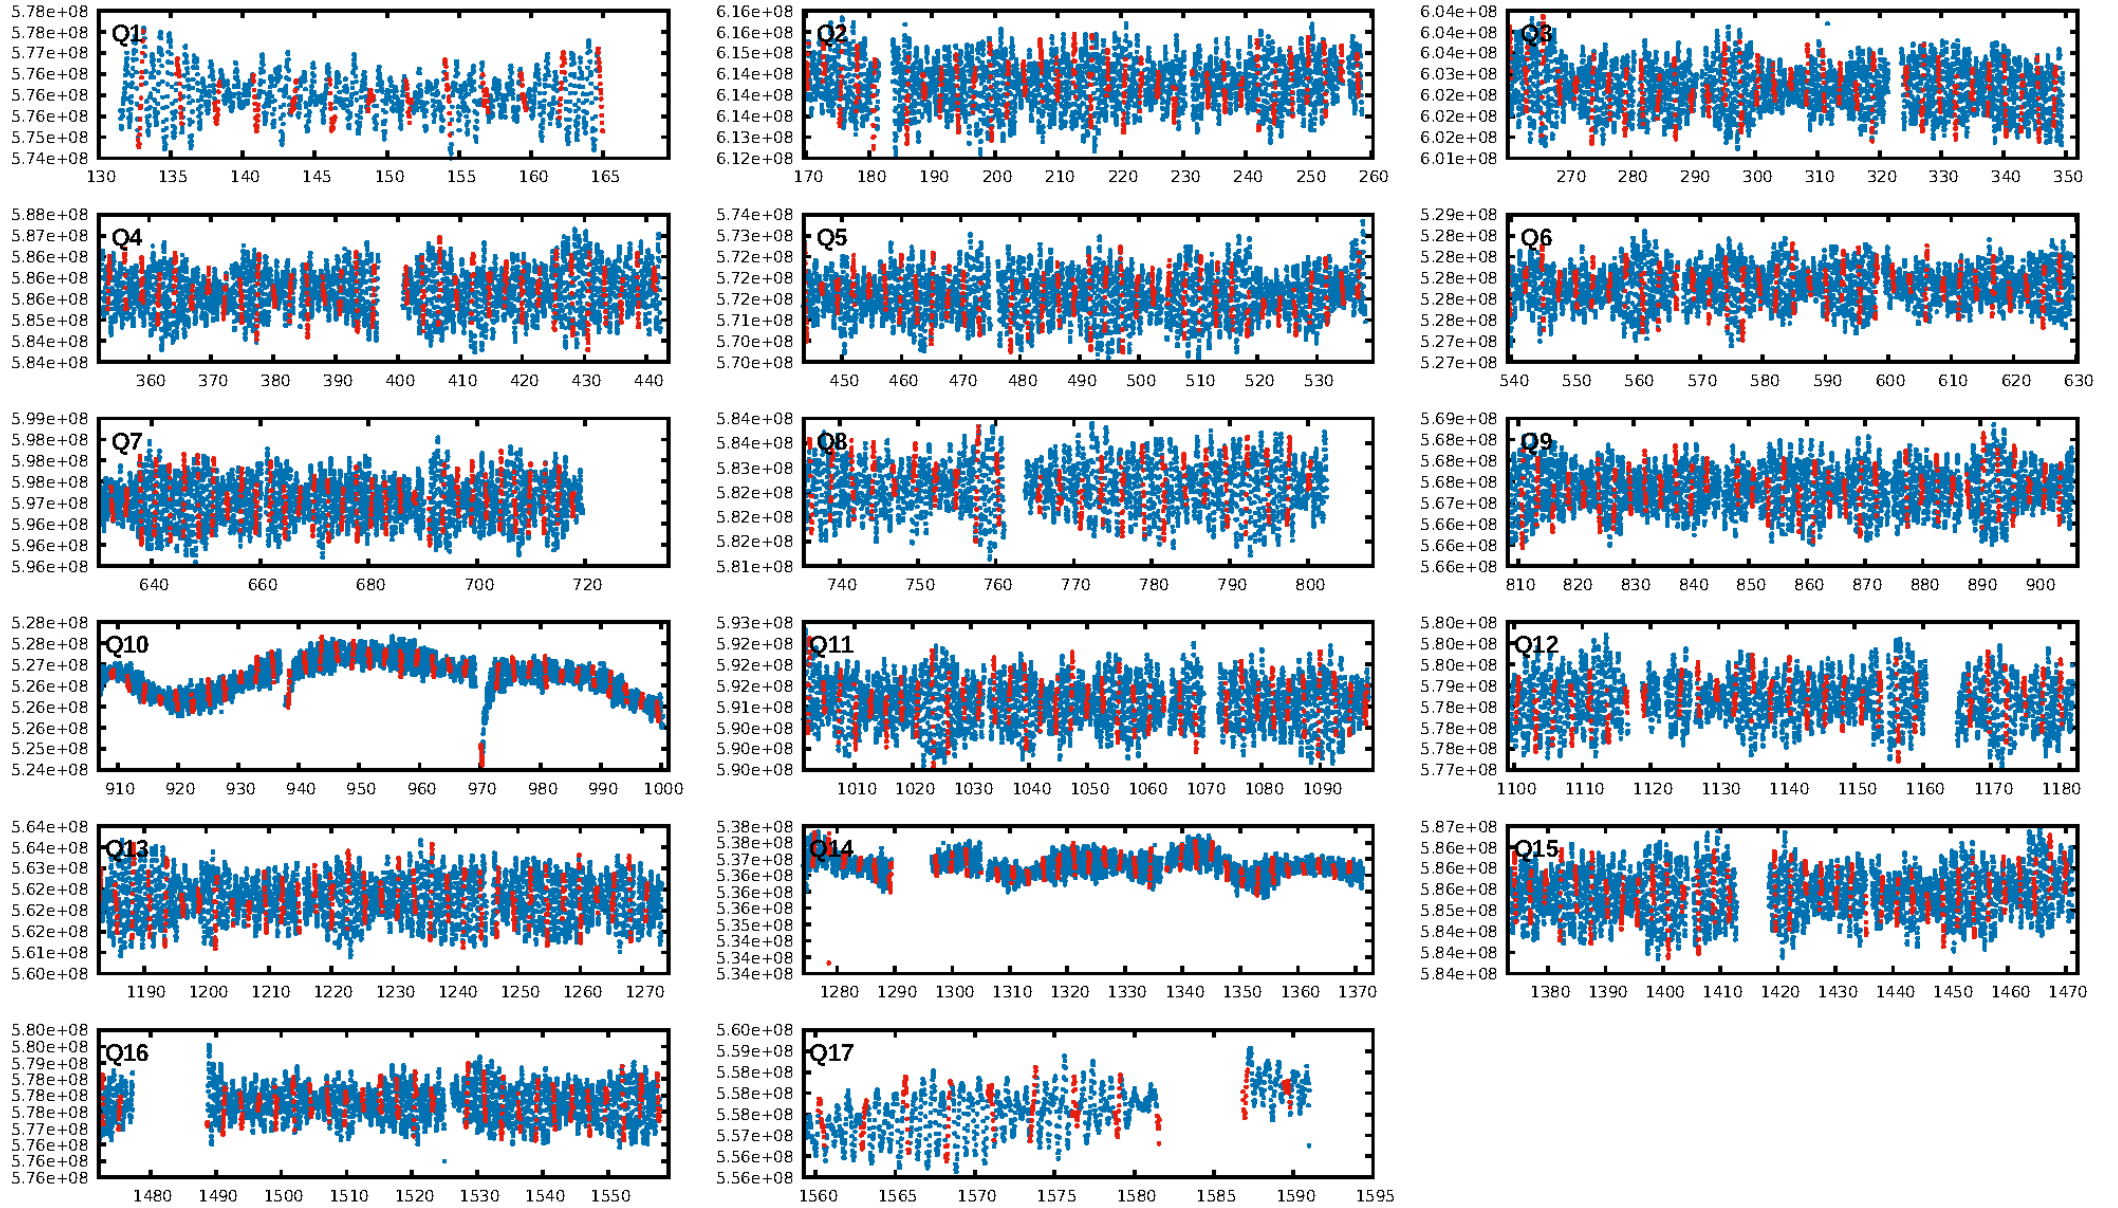 5.78e+08
5.78e+08
5.77e+08
5.76e+08
5.76e+08
5.76e+08
5.75e+08
5.74e+08
Q1
130 135 140 145 150 155 160 165
6.16e+08
6.16e+08
6.15e+08
6.14e+08
6.14e+08
6.14e+08
6.13e+08
6.12e+08
Q2
170 180 190 200 210 220 230 240 250 260
6.04e+08
6.04e+08
6.04e+08
6.03e+08
6.02e+08
6.02e+08
6.02e+08
6.01e+08
Q3
270 280 290 300 310 320 330 340 350
5.88e+08
5.87e+08
5.86e+08
5.86e+08
5.86e+08
5.85e+08
5.84e+08
5.84e+08
Q4
360 370 380 390 400 410 420 430 440
5.74e+08
5.73e+08
5.72e+08
5.72e+08
5.72e+08
5.71e+08
5.70e+08
5.70e+08
Q5
450 460 470 480 490 500 510 520 530
5.29e+08
5.28e+08
5.28e+08
5.28e+08
5.28e+08
5.27e+08
5.27e+08
Q6
540 550 560 570 580 590 600 610 620 630
5.99e+08
5.98e+08
5.98e+08
5.98e+08
5.97e+08
5.96e+08
5.96e+08
5.96e+08
Q7
640 660 680 700 720
5.84e+08
5.84e+08
5.83e+08
5.82e+08
5.82e+08
5.82e+08
5.81e+08
Q8
740 750 760 770 780 790 800
5.69e+08
5.68e+08
5.68e+08
5.68e+08
5.67e+08
5.66e+08
5.66e+08
5.66e+08
Q9
810 820 830 840 850 860 870 880 890 900
5.28e+08
5.28e+08
5.27e+08
5.26e+08
5.26e+08
5.26e+08
5.25e+08
5.24e+08
Q10
910 920 930 940 950 960 970 980 990 1000
5.93e+08
5.92e+08
5.92e+08
5.92e+08
5.91e+08
5.90e+08
5.90e+08
5.90e+08
Q11
1010 1020 1030 1040 1050 1060 1070 1080 1090
5.80e+08
5.80e+08
5.80e+08
5.79e+08
5.78e+08
5.78e+08
5.78e+08
5.77e+08
Q12
1100 1110 1120 1130 1140 1150 1160 1170 1180
5.64e+08
5.64e+08
5.63e+08
5.62e+08
5.62e+08
5.62e+08
5.61e+08
5.60e+08
Q13
1190 1200 1210 1220 1230 1240 1250 1260 1270
5.38e+08
5.38e+08
5.37e+08
5.36e+08
5.36e+08
5.36e+08
5.35e+08
5.34e+08
5.34e+08
5.34e+08
Q14
1280 1290 1300 1310 1320 1330 1340 1350 1360 1370
5.87e+08
5.86e+08
5.86e+08
5.86e+08
5.85e+08
5.84e+08
5.84e+08
5.84e+08
Q15
1380 1390 1400 1410 1420 1430 1440 1450 1460 1470
5.80e+08
5.80e+08
5.79e+08
5.78e+08
5.78e+08
5.78e+08
5.77e+08
5.76e+08
5.76e+08
5.76e+08
Q16
1480 1490 1500 1510 1520 1530 1540 1550
5.60e+08
5.59e+08
5.58e+08
5.58e+08
5.58e+08
5.57e+08
5.56e+08
5.56e+08
Q17
1560 1565 1570 1575 1580 1585 1590 1595